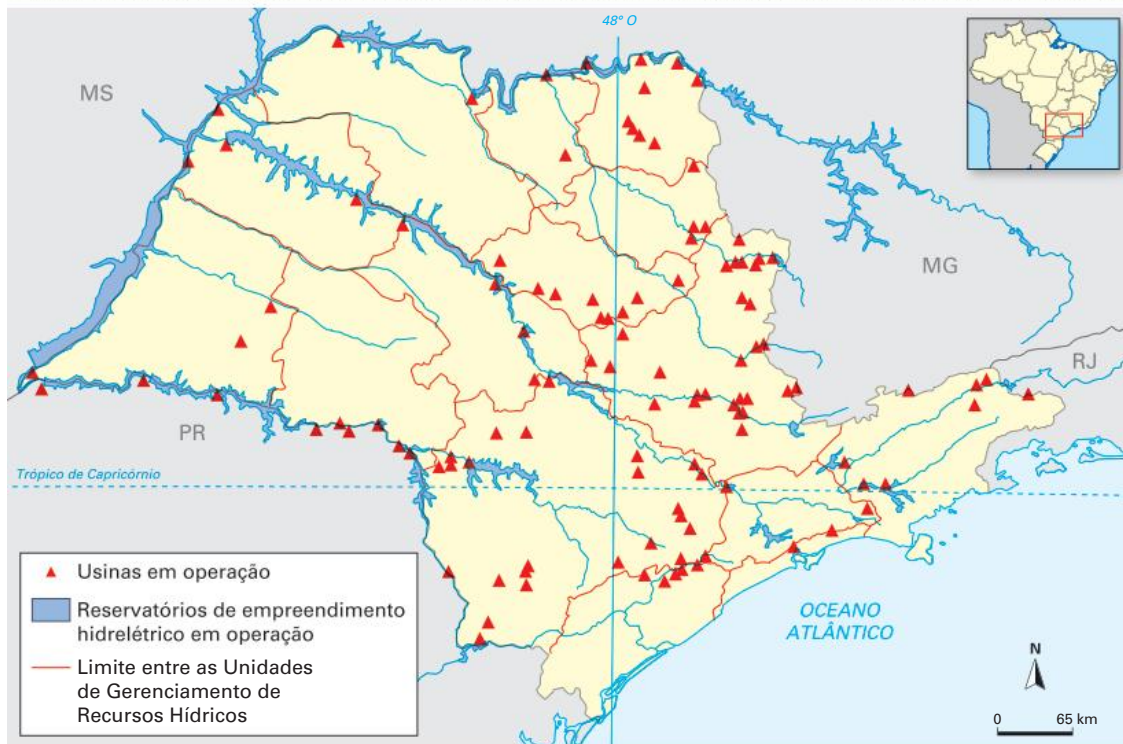 48° O
MS
MG
RJ
PR
Trópico de Capricórnio
Usinas em operação
Reservatórios de empreendimento
hidrelétrico em operação
Limite entre as Unidades
de Gerenciamento de
Recursos Hídricos
OCEANO
ATLÂNTICO
N
0 65 km